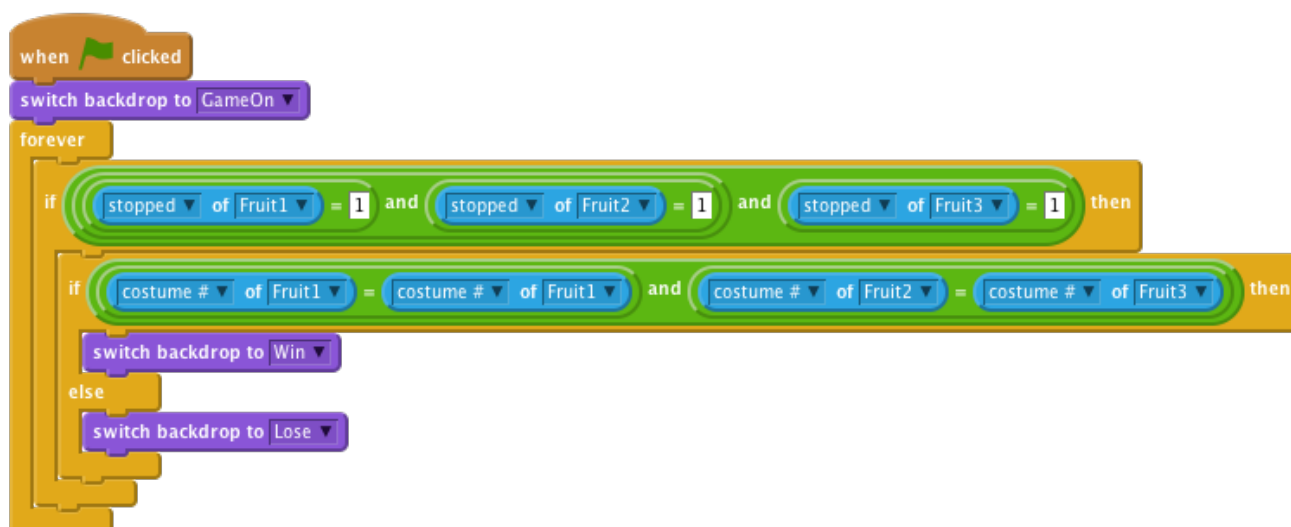 when clicked
switch backdrop to GameOn
forever
if stopped of Fruit1 = 1 and stopped of Fruit2 = 1 and stopped of Fruit3 = 1 then
if costume # of Fruit1 = costume # of Fruit1 and costume # of Fruit2 = costume # of Fruit3 then
switch backdrop to Win
else
switch backdrop to Lose